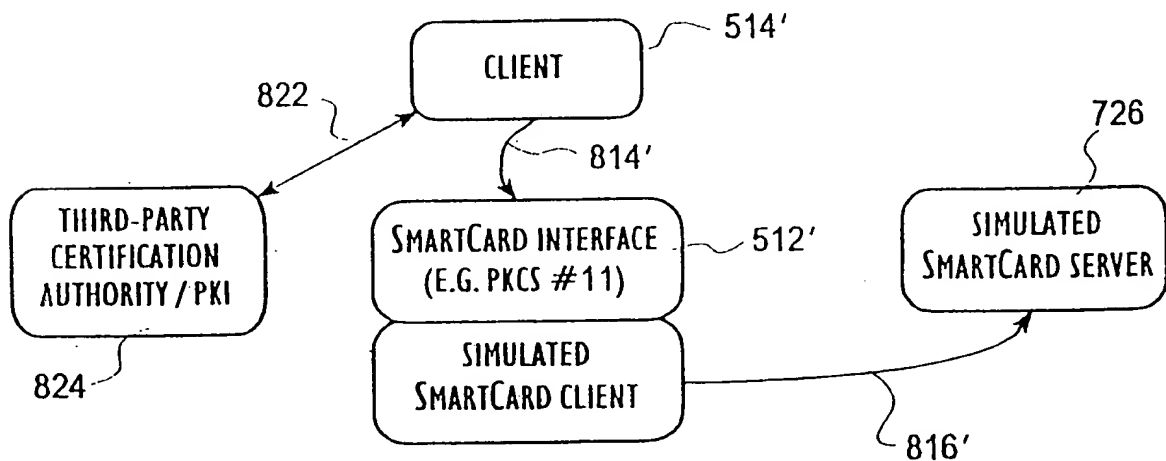 514′
CLIENT
822
814′
726
THIRD-PARTY
CERTIFICATION
AUTHORITY / PKI
SMARTCARD INTERFACE
(E.G. PKCS #11)
512′
SIMULATED
SMARTCARD SERVER
824
SIMULATED
SMARTCARD CLIENT
816′